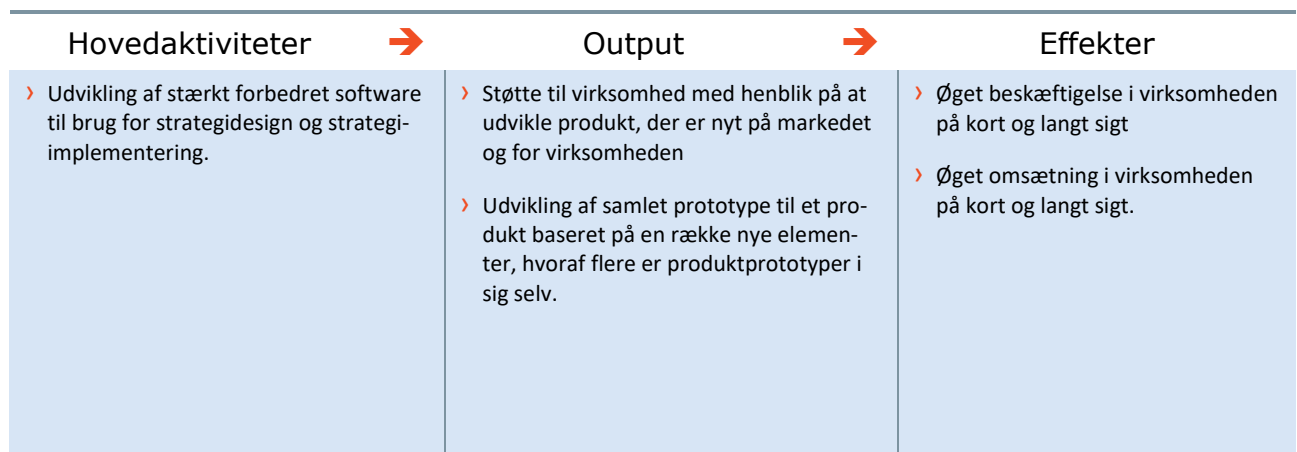 Hovedaktiviteter ➔ Output ➔ Effekter
› Udvikling af stærkt forbedret software
til brug for strategidesign og strategi-
implementering.
› Støtte til virksomhed med henblik på at
udvikle produkt, der er nyt på markedet
og for virksomheden
› Udvikling af samlet prototype til et pro-
dukt baseret på en række nye elemen-
ter, hvoraf flere er produktprototyper i
sig selv.
› Øget beskæftigelse i virksomheden
på kort og langt sigt
› Øget omsætning i virksomheden
på kort og langt sigt.